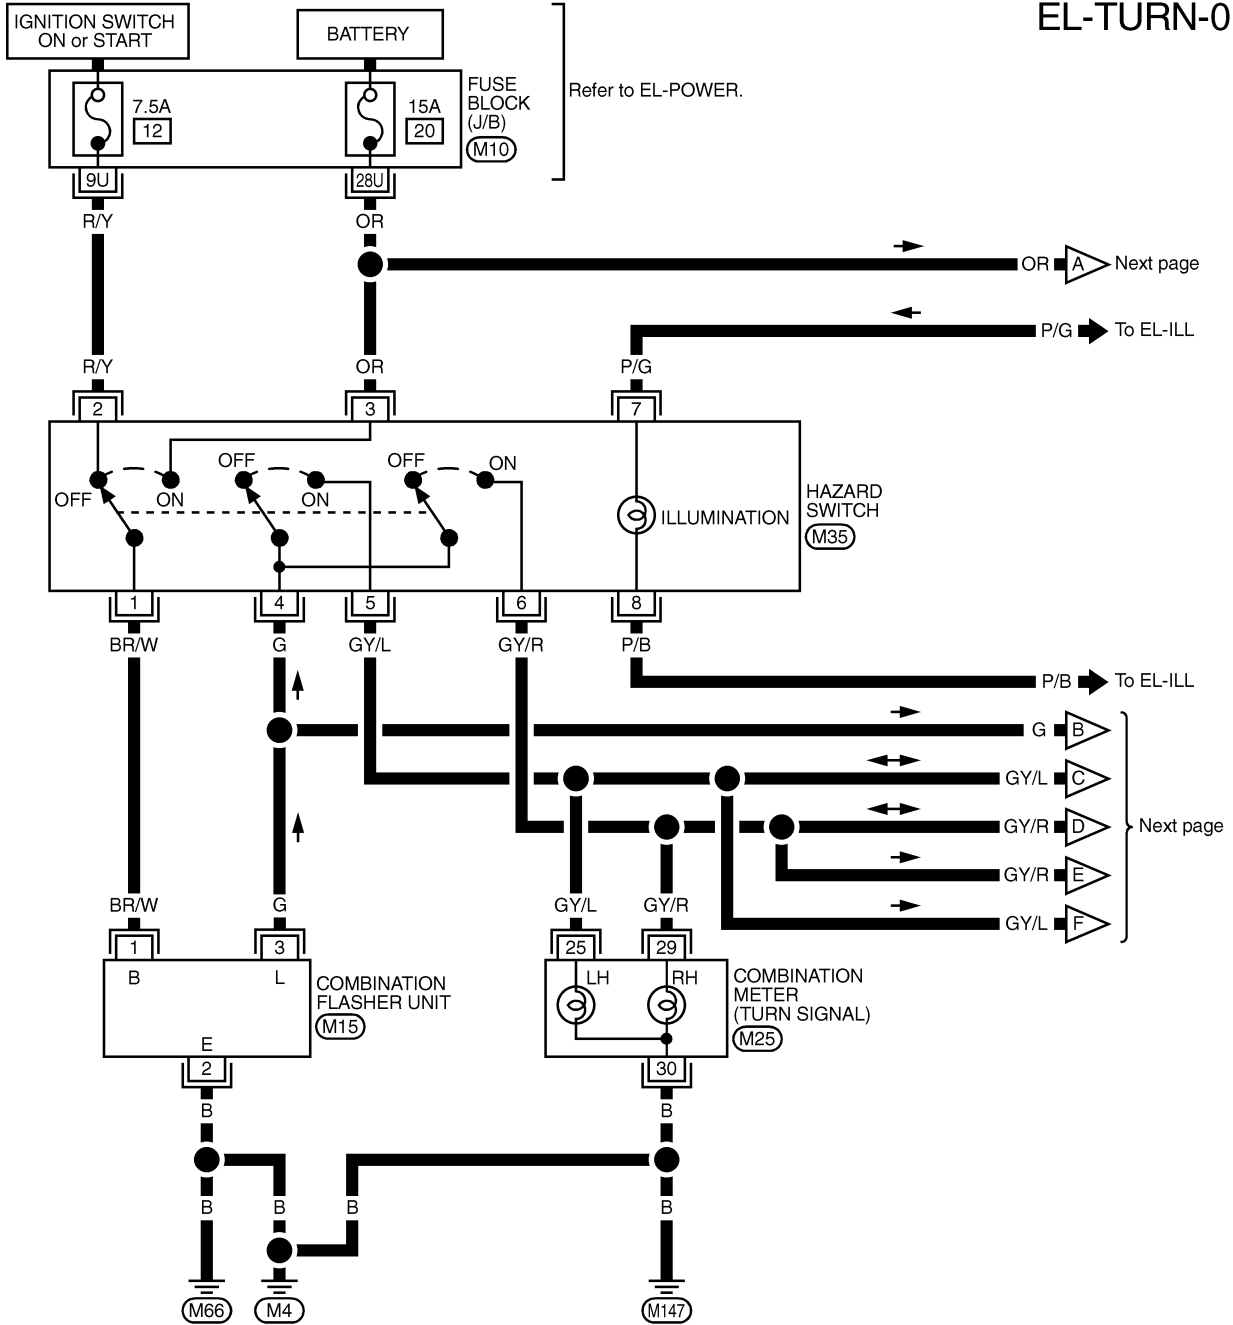 EL-TURN-0
IGNITION SWITCH
ON or START
BATTERY
7.5A
12
15A
20
FUSE
BLOCK
(J/B)
M10
Refer to EL-POWER.
9U
28U
R/Y
OR
OR
A
Next page
P/G
To EL-ILL
R/Y
OR
P/G
2
3
7
OFF
ON
OFF
ON
OFF
ON
ILLUMINATION
HAZARD
SWITCH
M35
1
4
5
6
8
BR/W
G
GY/L
GY/R
P/B
P/B
To EL-ILL
G
B
GY/L
C
GY/R
D
Next page
GY/R
E
GY/L
F
BR/W
G
GY/L
GY/R
1
3
25
29
B
L
E
LH
RH
COMBINATION
FLASHER UNIT
M15
COMBINATION
METER
(TURN SIGNAL)
M25
2
30
B
B
B
B
B
B
M66
M4
M147